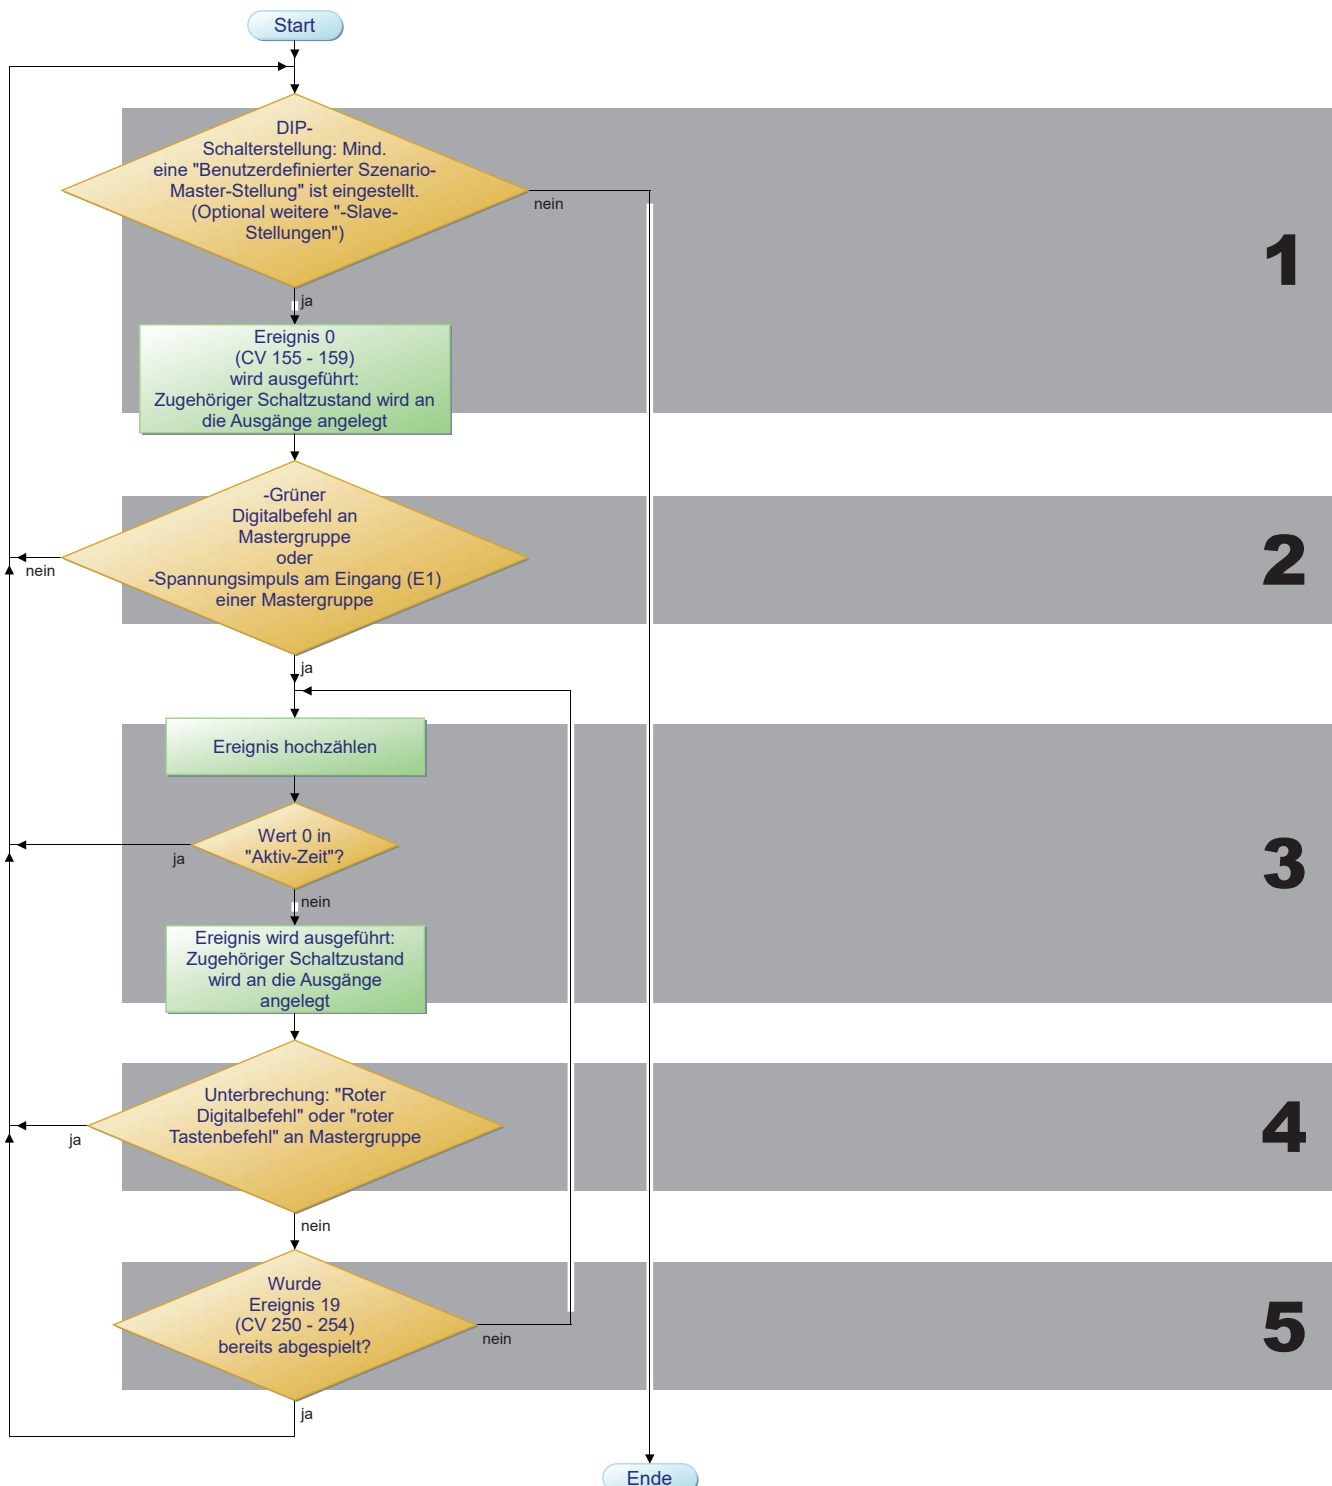 Start
DIP-
Schalterstellung: Mind.
eine "Benutzerdefinierter Szenario-
Master-Stellung" ist eingestellt.
(Optional weitere "-Slave-
Stellungen")
nein
1
ja
Ereignis 0
(CV 155 - 159)
wird ausgeführt:
Zugehöriger Schaltzustand wird an
die Ausgänge angelegt
-Grüner
Digitalbefehl an
Mastergruppe
oder
-Spannungsimpuls am Eingang (E1)
einer Mastergruppe
nein
2
ja
Ereignis hochzählen
Wert 0 in
"Aktiv-Zeit"?
ja
3
nein
Ereignis wird ausgeführt:
Zugehöriger Schaltzustand
wird an die Ausgänge
angelegt
Unterbrechung: "Roter
Digitalbefehl" oder "roter
Tastenbefehl" an Mastergruppe
ja
4
nein
Wurde
Ereignis 19
(CV 250 - 254)
bereits abgespielt?
nein
5
ja
Ende